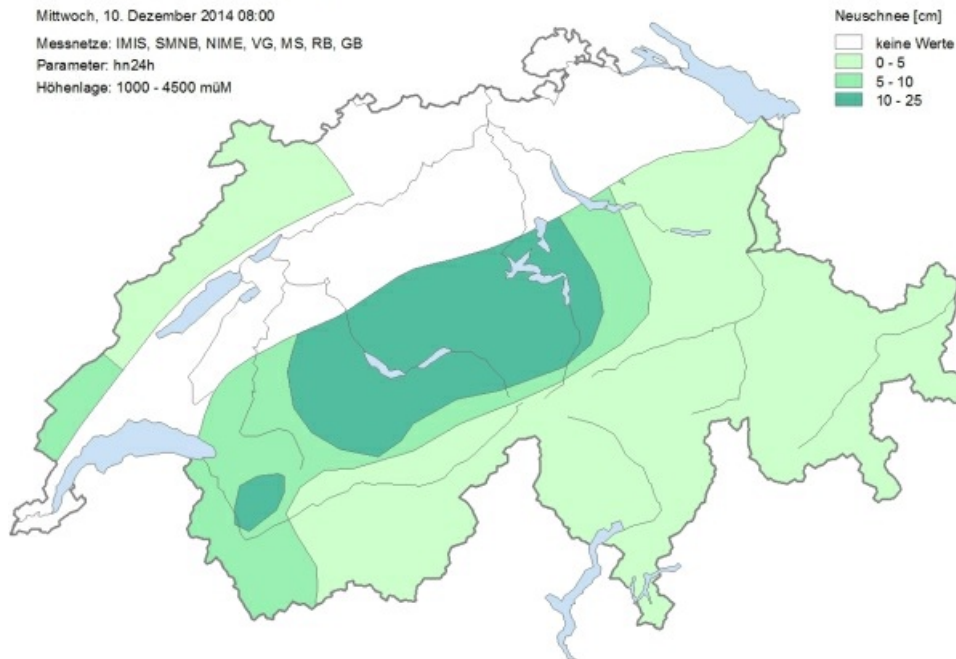 Mittwoch, 10. Dezember 2014 08:00
Messnetze: IMIS, SMNB, NIME, VG, MS, RB, GB
Parameter: hn24h
Höhenlage: 1000 - 4500 müM
Neuschnee [cm]
keine Werte
0 - 5
5 - 10
10 - 25